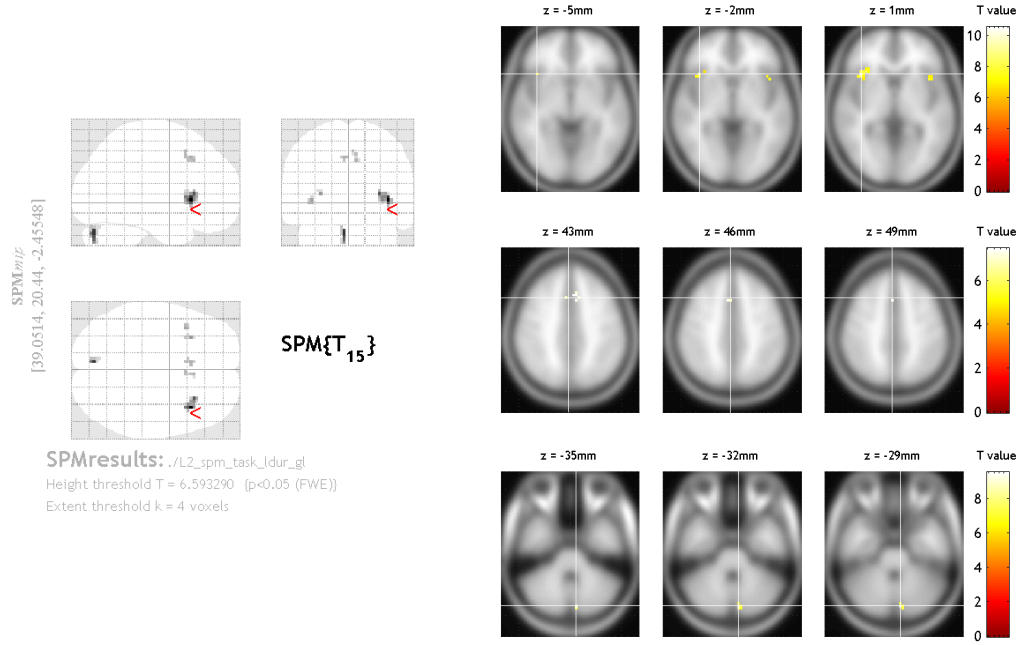 z = -5mm
z = -2mm
z = 1mm
T value
10
8
6
4
2
0
SPMmip
[39.0514, 20.44, -2.45548]
<
<
<
SPM{T15}
SPMresults: ./L2_spm_task_ldur_gl
Height threshold T = 6.593290 {p<0.05 (FWE)}
Extent threshold k = 4 voxels
z = 43mm
z = 46mm
z = 49mm
T value
6
4
2
0
z = -35mm
z = -32mm
z = -29mm
T value
8
6
4
2
0